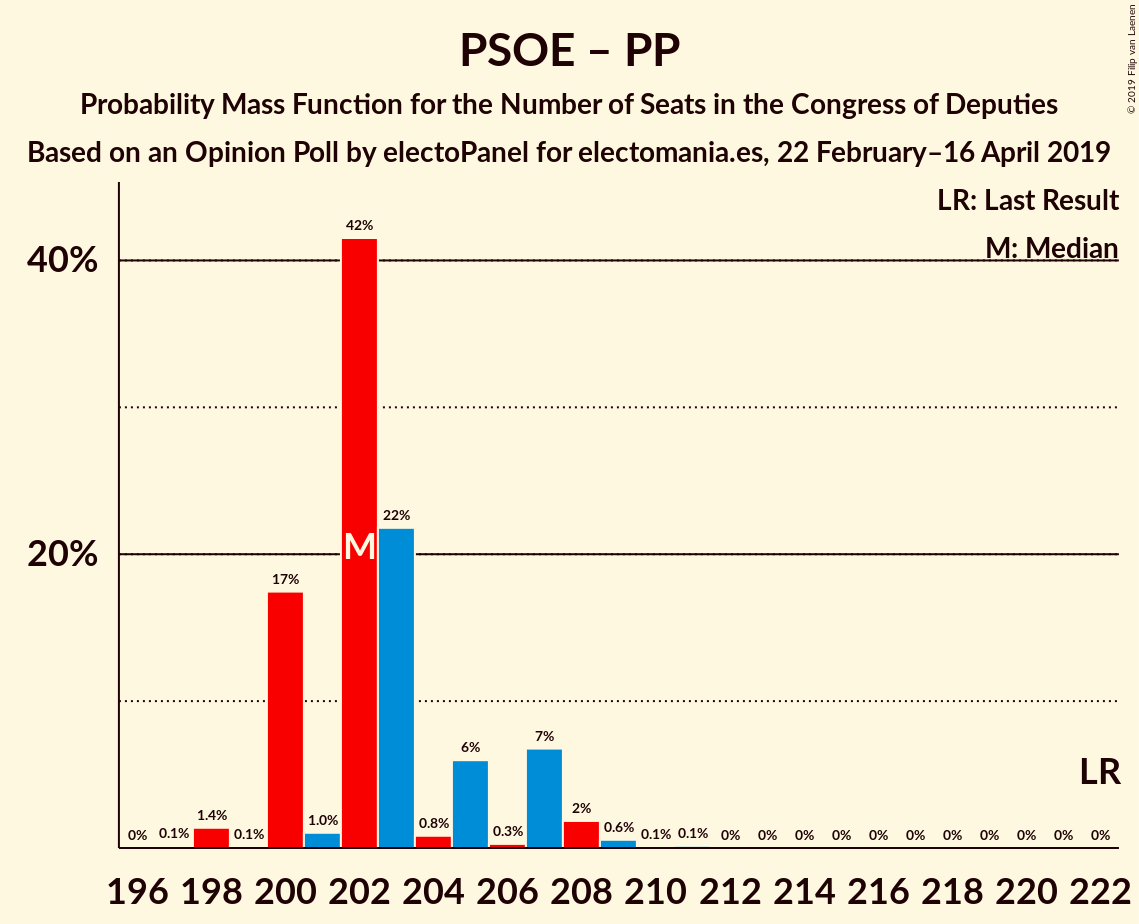 PSOE – PP
Probability Mass Function for the Number of Seats in the Congress of Deputies
Based on an Opinion Poll by electoPanel for electomania.es, 22 February–16 April 2019
© 2019 Filip van Laenen
LR: Last Result
M: Median
40%
20%
0% 0.1% 1.4% 0.1% 17% 1.0% 42% 22% 0.8% 6% 0.3% 7% 2% 0.6% 0.1% 0.1% 0% 0% 0% 0% 0% 0% 0% 0% 0% 0% 0%
M
LR
196 198 200 202 204 206 208 210 212 214 216 218 220 222